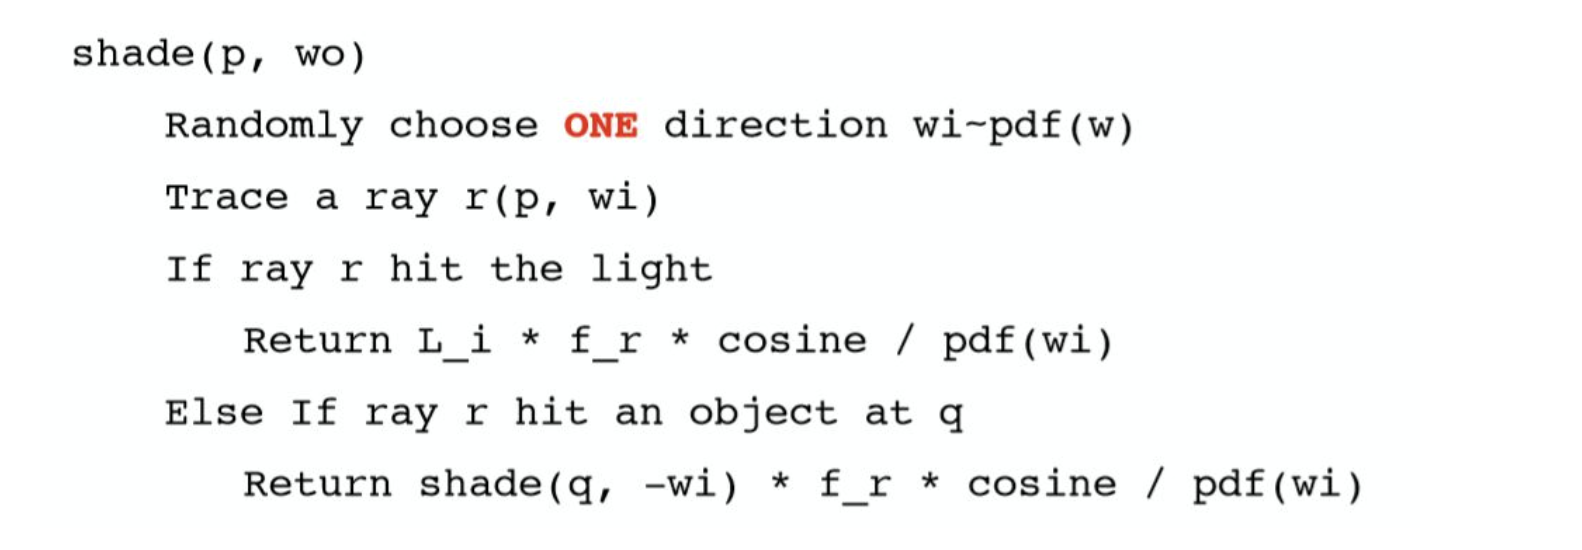 shade(p, wo)
Randomly choose ONE direction wi~pdf(w)
Trace a ray r(p, wi)
If ray r hit the light
Return L_i * f_r * cosine / pdf(wi)
Else If ray r hit an object at q
Return shade(q, -wi) * f_r * cosine / pdf(wi)